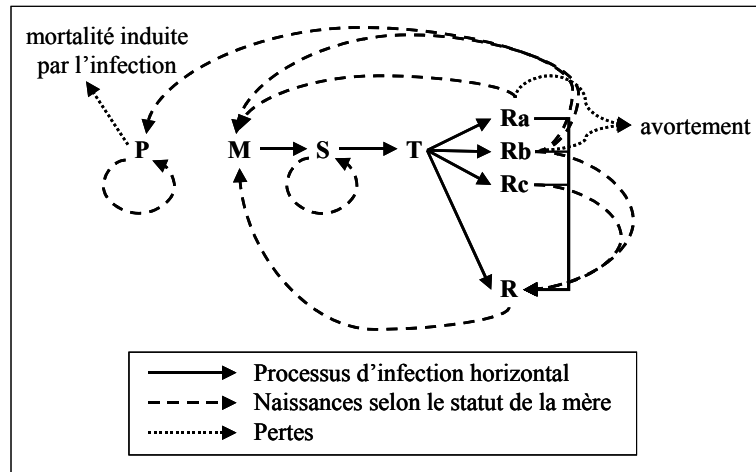 mortalité induite
par l’infection
Ra
avortement
P M S T Rb
Rc
R
Processus d’infection horizontal
Naissances selon le statut de la mère
Pertes